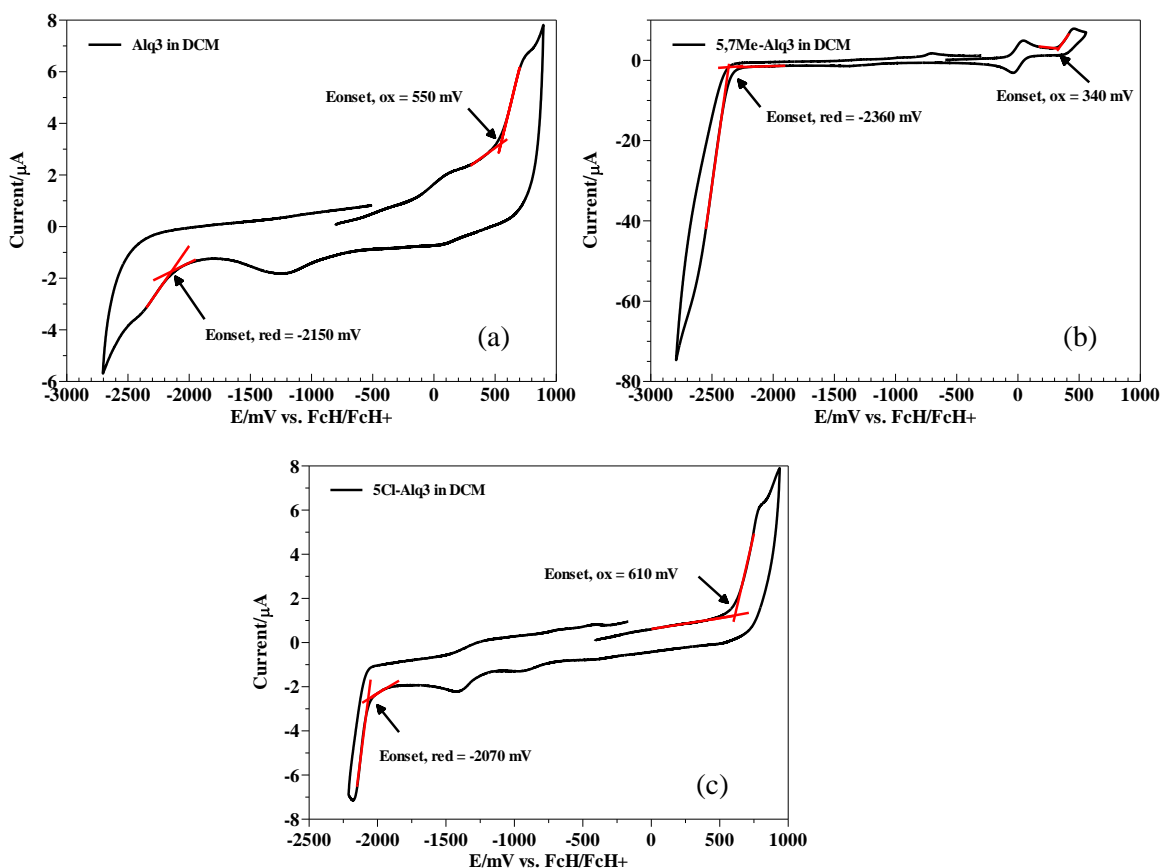 8
6
4
2
0
-2
-4
6
-3000 -2500 -2000 -1500 -1000 -500 0 500 1000
Current/µA
E/mV vs. FcH/FcH+
Alq3 in DCM
Eonset, ox = 550 mV
Eonset, red = -2150 mV
(a)
0
-20
-40
-60
-80
-3000 -2500 -2000 -1500 -1000 -500 0 500 1000
Current/µA
E/mV vs. FcH/FcH+
5,7Me-Alq3 in DCM
Eonset, ox = 340 mV
Eonset, red = -2360 mV
(b)
8
6
4
2
0
-2
-4
-6
-8
-2500 -2000 -1500 -1000 -500 0 500 1000
Current/µA
E/mV vs. FcH/FcH+
5Cl-Alq3 in DCM
Eonset, ox = 610 mV
Eonset, red = -2070 mV
(c)